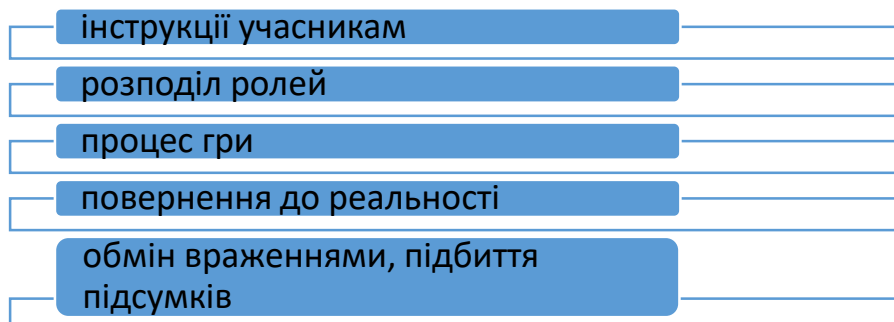 інструкції учасникам
розподіл ролей
процес гри
повернення до реальності
обмін враженнями, підбиття
підсумків